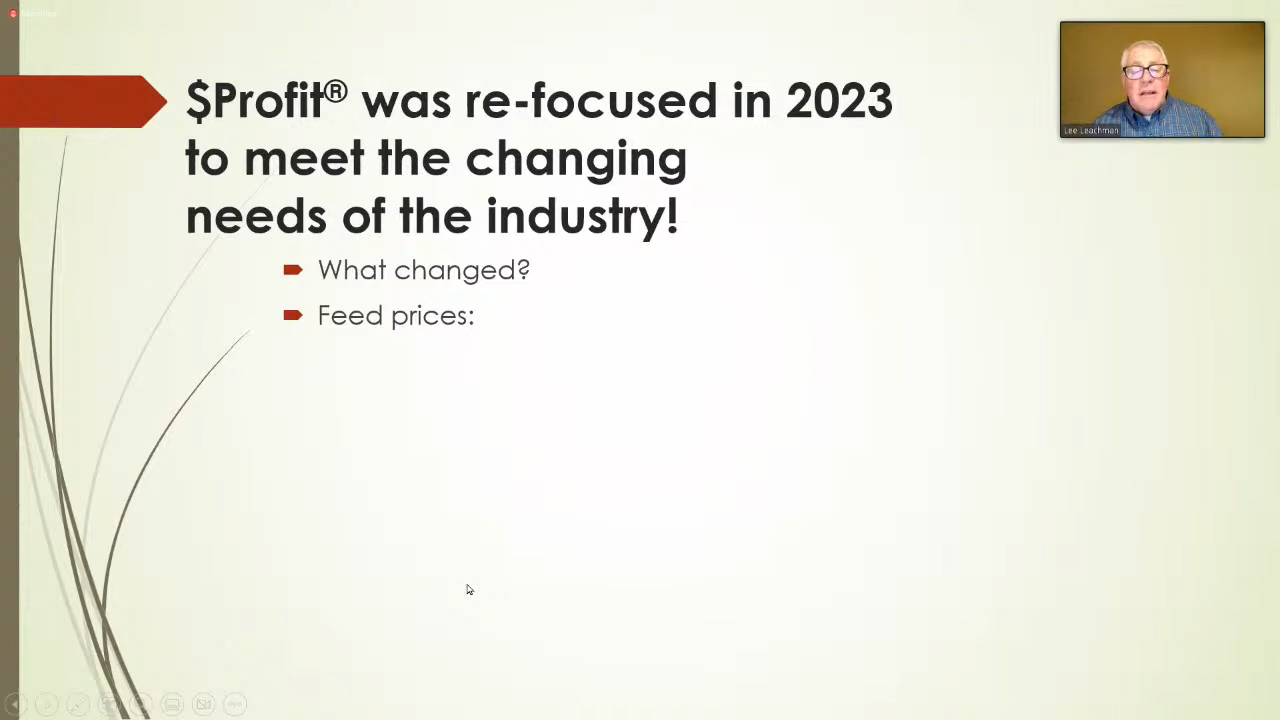 $Profit® was re-focused in 2023
to meet the changing
needs of the industry!
What changed?
Feed prices:
Lee Leachman